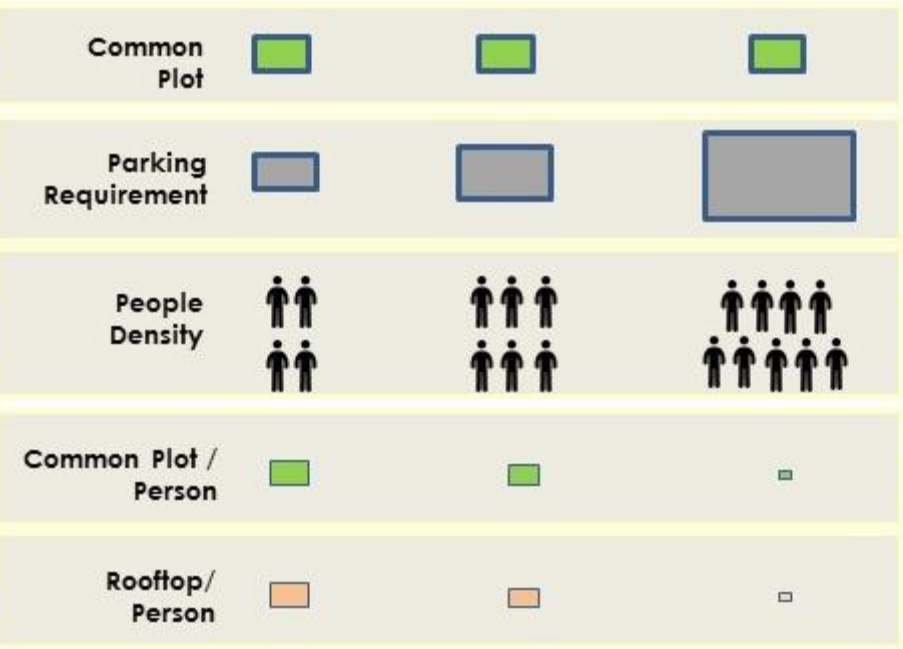 Common
Plot
Parking
Requirement
People
Density
Common Plot /
Person
Rooftop/
Person